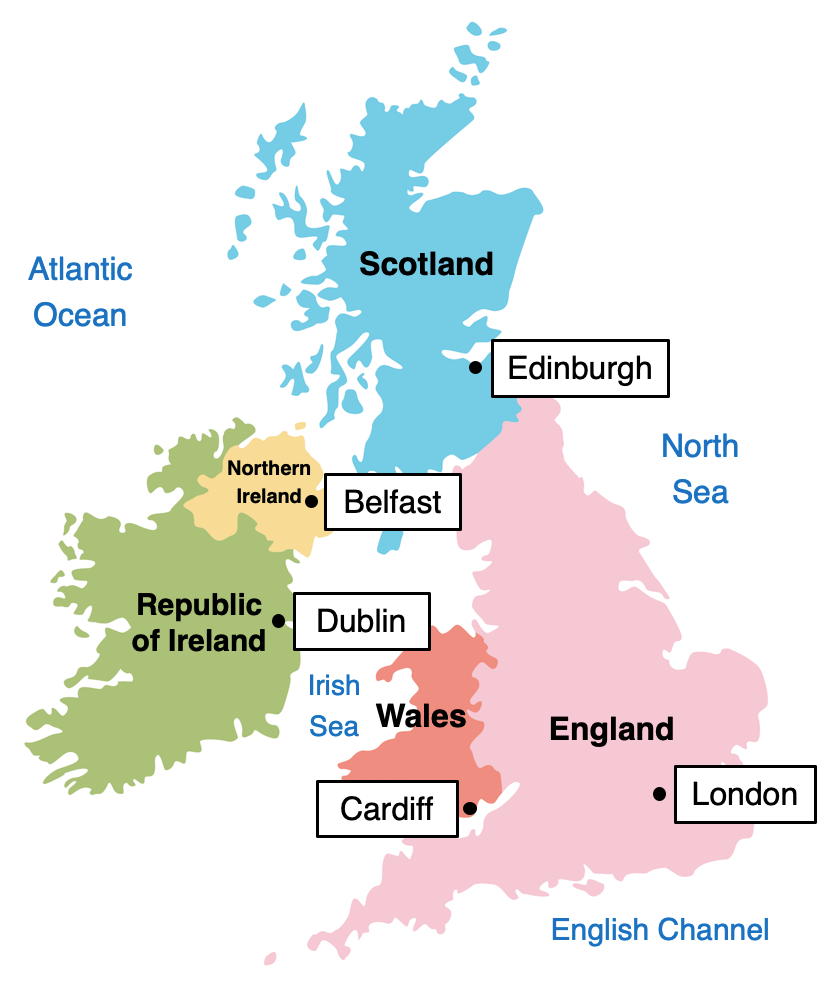 Scotland
Atlantic
Ocean
Edinburgh
North
Sea
Northern
Ireland
Belfast
Republic
of Ireland
Dublin
Irish
Sea
Wales
England
Cardiff
London
English Channel